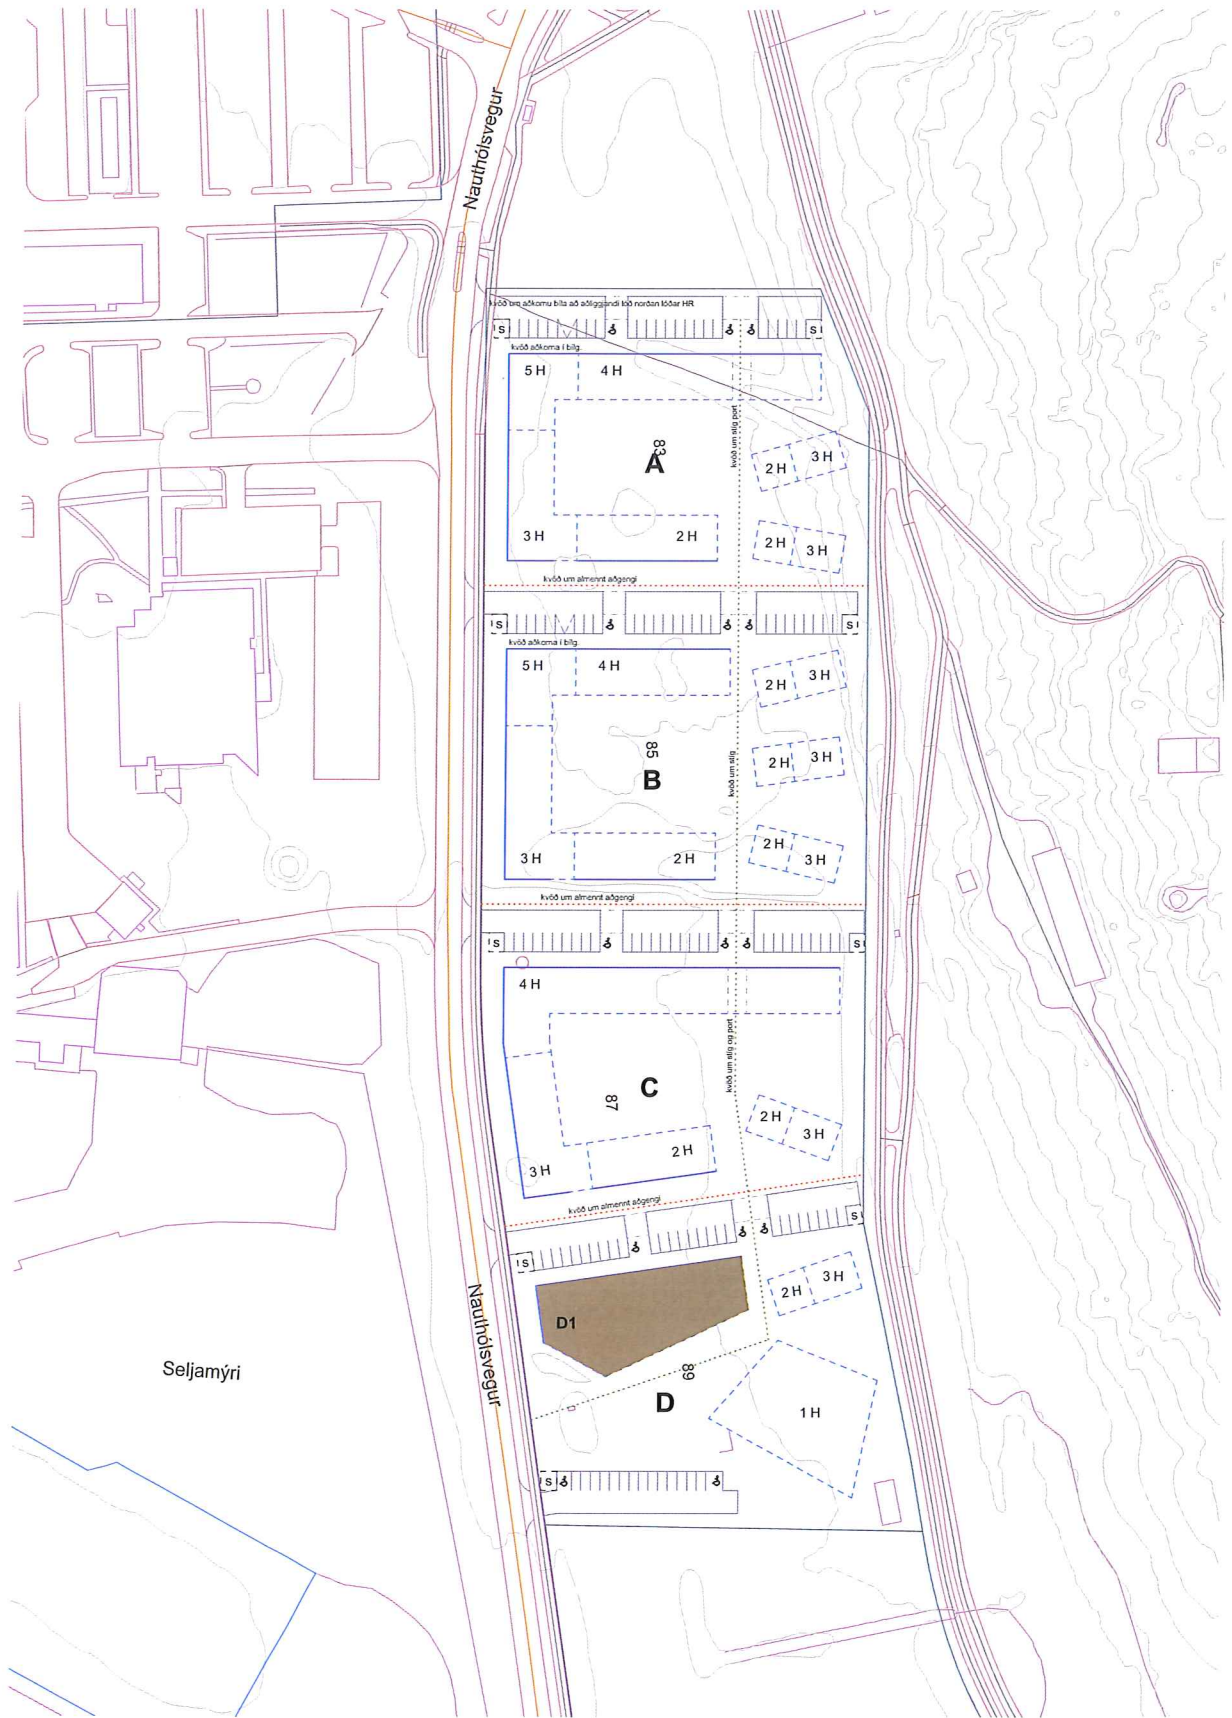 Nauthólsvegur
kvöð um aðkomu bíla að aðliggjandi lóð norðan lóðar HR
S
S
kvöð aðkoma í bílg.
5 H
4 H
kvöð um stíg port
83
A
2 H
3 H
3 H
2 H
2 H
3 H
kvöð um almennt aðgengi
S
S
kvöð aðkoma í bílg.
5 H
4 H
2 H
3 H
85
B
kvöð um stíg
2 H
3 H
3 H
2 H
2 H
3 H
kvöð um almennt aðgengi
S
S
4 H
kvöð um stíg og port
87
C
2 H
3 H
3 H
2 H
kvöð um almennt aðgengi
S
S
2 H
3 H
D1
Nauthólsvegur
Seljamýri
89
D
1 H
S